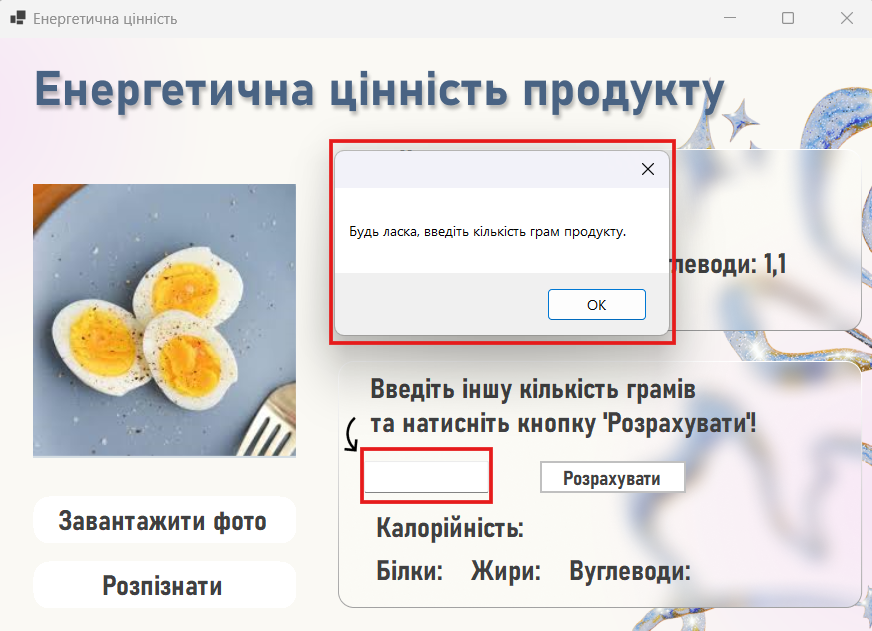 Енергетична цінність
Енергетична цінність продукту
Будь ласка, введіть кількість грам продукту.
OK
леводи: 1,1
Введіть іншу кількість грамів
та натисніть кнопку 'Розрахувати'!
Розрахувати
Калорійність:
Білки: Жири: Вуглеводи:
Завантажити фото
Розпізнати